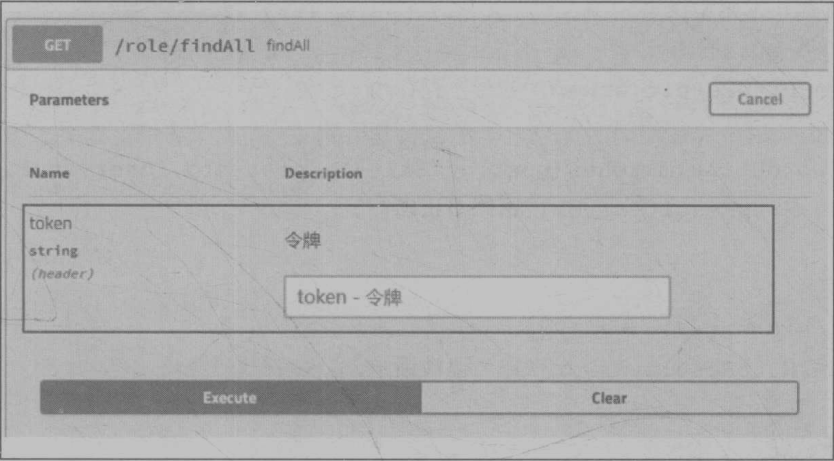 GET /role/findAll findAll
Parameters Cancel
Name Description
token
string
(header)
令牌
token - 令牌
Execute Clear